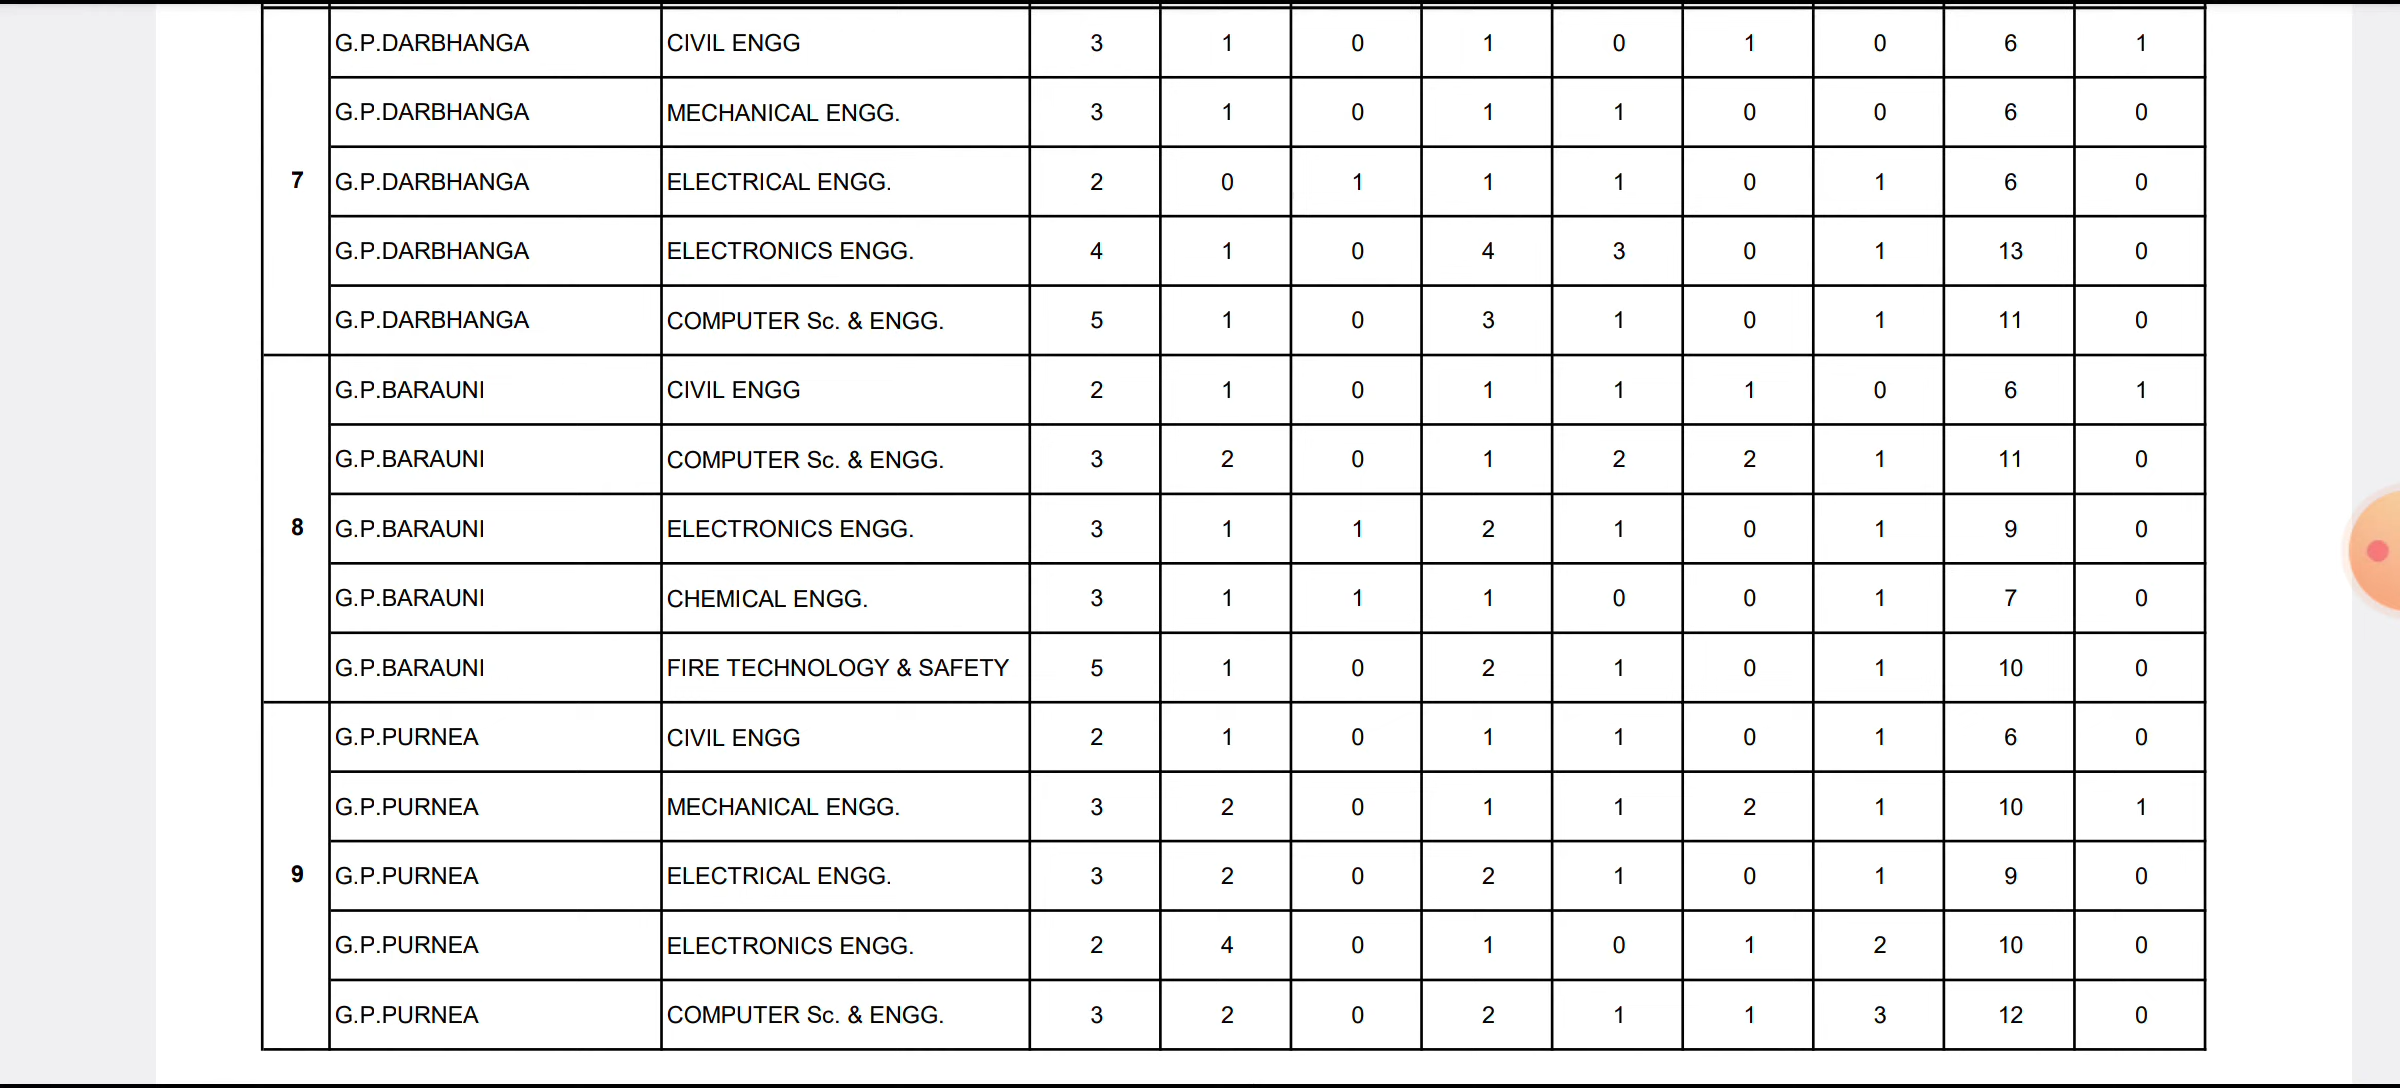 G.P.DARBHANGA CIVIL ENGG 3 1 0 1 0 1 0 6 1
G.P.DARBHANGA MECHANICAL ENGG. 3 1 0 1 1 0 0 6 0
7 G.P.DARBHANGA ELECTRICAL ENGG. 2 0 1 1 1 0 1 6 0
G.P.DARBHANGA ELECTRONICS ENGG. 4 1 0 4 3 0 1 13 0
G.P.DARBHANGA COMPUTER Sc. & ENGG. 5 1 0 3 1 0 1 11 0
G.P.BARAUNI CIVIL ENGG 2 1 0 1 1 1 0 6 1
G.P.BARAUNI COMPUTER Sc. & ENGG. 3 2 0 1 2 2 1 11 0
8 G.P.BARAUNI ELECTRONICS ENGG. 3 1 1 2 1 0 1 9 0
G.P.BARAUNI CHEMICAL ENGG. 3 1 1 1 0 0 1 7 0
G.P.BARAUNI FIRE TECHNOLOGY & SAFETY 5 1 0 2 1 0 1 10 0
G.P.PURNEA CIVIL ENGG 2 1 0 1 1 0 1 6 0
G.P.PURNEA MECHANICAL ENGG. 3 2 0 1 1 2 1 10 1
9 G.P.PURNEA ELECTRICAL ENGG. 3 2 0 2 1 0 1 9 0
G.P.PURNEA ELECTRONICS ENGG. 2 4 0 1 0 1 2 10 0
G.P.PURNEA COMPUTER Sc. & ENGG. 3 2 0 2 1 1 3 12 0